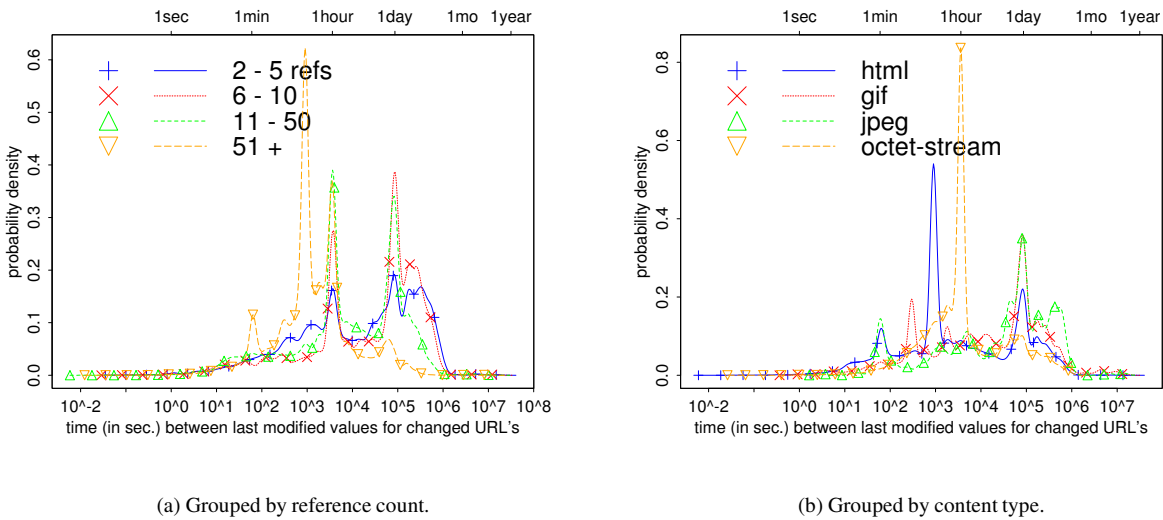 1sec 1min 1hour 1day 1mo 1year
probability density
0.6
0.5
0.4
0.3
0.2
0.1
0.0
2 - 5 refs
6 - 10
11 - 50
51 +
10^-2 10^0 10^1 10^2 10^3 10^4 10^5 10^6 10^7 10^8
time (in sec.) between last modified values for changed URL's
(a) Grouped by reference count.
1sec 1min 1hour 1day 1mo 1year
probability density
0.8
0.6
0.4
0.2
0.0
html
gif
jpeg
octet-stream
10^-2 10^0 10^1 10^2 10^3 10^4 10^5 10^6 10^7
time (in sec.) between last modified values for changed URL's
(b) Grouped by content type.